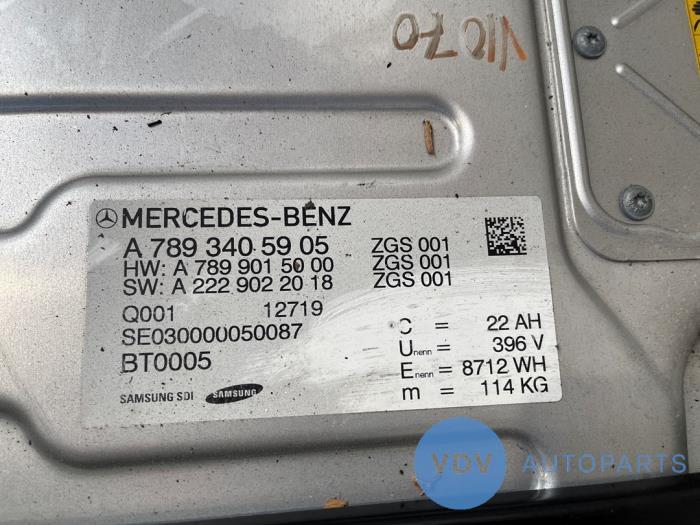 V1070
MERCEDES-BENZ
A 789 340 59 05 ZGS 001
HW: A 789 901 50 00 ZGS 001
SW: A 222 902 20 18 ZGS 001
Q001 12719
SE030000050087
BT0005
C = 22 AH
Unenn = 396 V
Enenn = 8712 WH
m = 114 KG
SAMSUNG SDI SAMSUNG
VDV AUTOPARTS